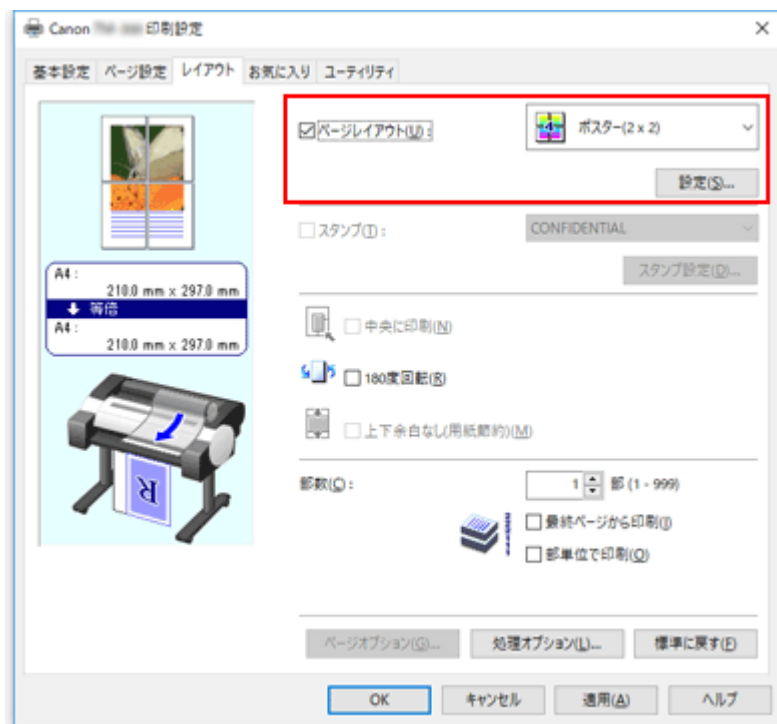 Canon 印刷設定
基本設定 ページ設定 レイアウト お気に入り ユーティリティ
ページレイアウト(U) :
4
ポスター(2 x 2)
設定(S)...
スタンプ(T) :
CONFIDENTIAL
スタンプ設定(D)...
A4 :
210.0 mm x 297.0 mm
等倍
A4 :
210.0 mm x 297.0 mm
中央に印刷(N)
180度回転(R)
上下余白なし(用紙節約)(M)
R
部数(C) :
1 部 (1 - 999)
最終ページから印刷(I)
部単位で印刷(O)
ページオプション(G)...
処理オプション(L)...
標準に戻す(F)
OK
キャンセル
適用(A)
ヘルプ